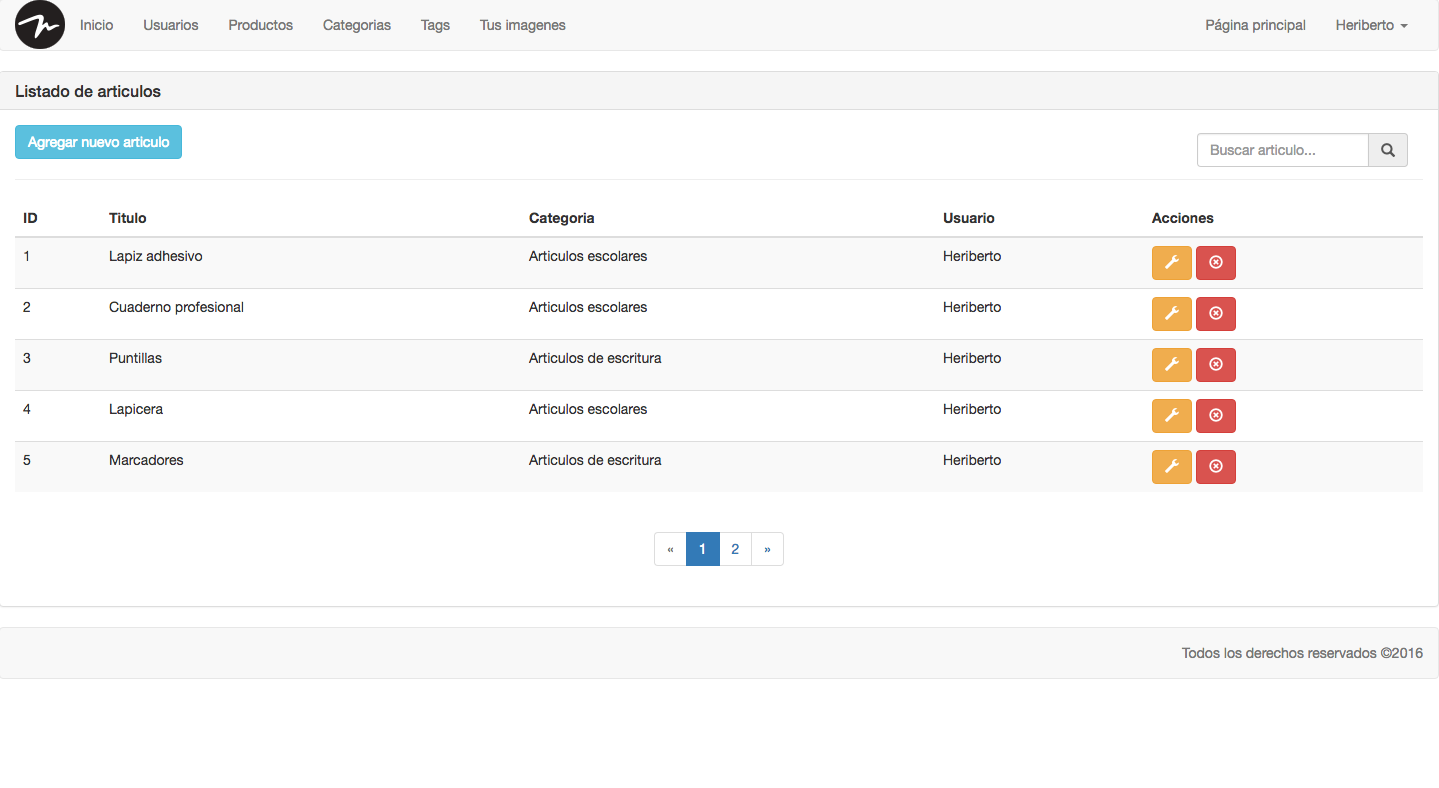 Inicio Usuarios Productos Categorias Tags Tus imagenes Página principal Heriberto
Listado de articulos
Agregar nuevo articulo
Buscar articulo...
ID Titulo Categoria Usuario Acciones
1 Lapiz adhesivo Articulos escolares Heriberto
2 Cuaderno profesional Articulos escolares Heriberto
3 Puntillas Articulos de escritura Heriberto
4 Lapicera Articulos escolares Heriberto
5 Marcadores Articulos de escritura Heriberto
« 1 2 »
Todos los derechos reservados ©2016